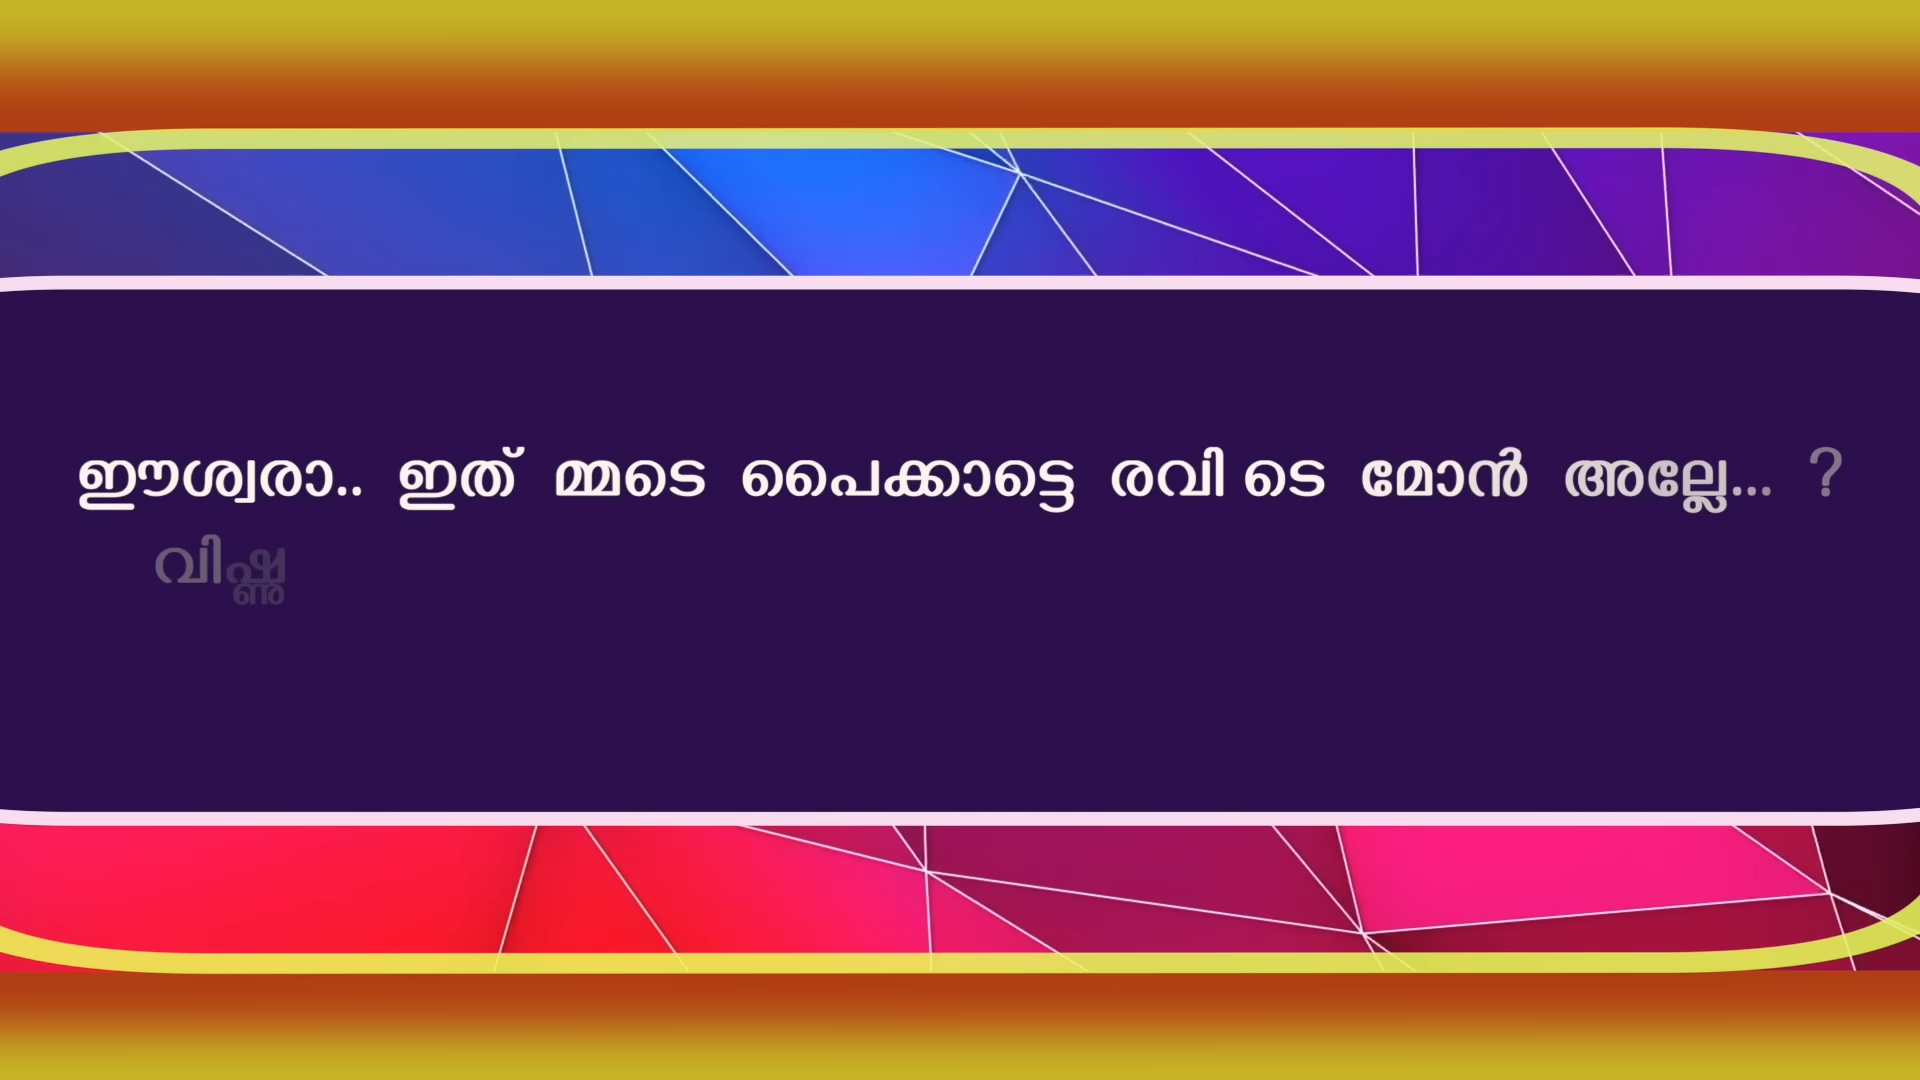 ഈശ്വരാ.. ഇത് മ്മടെ പൈക്കാട്ടെ രവി ടെ മോൻ അല്ലേ... ?
വിഷ്ണു